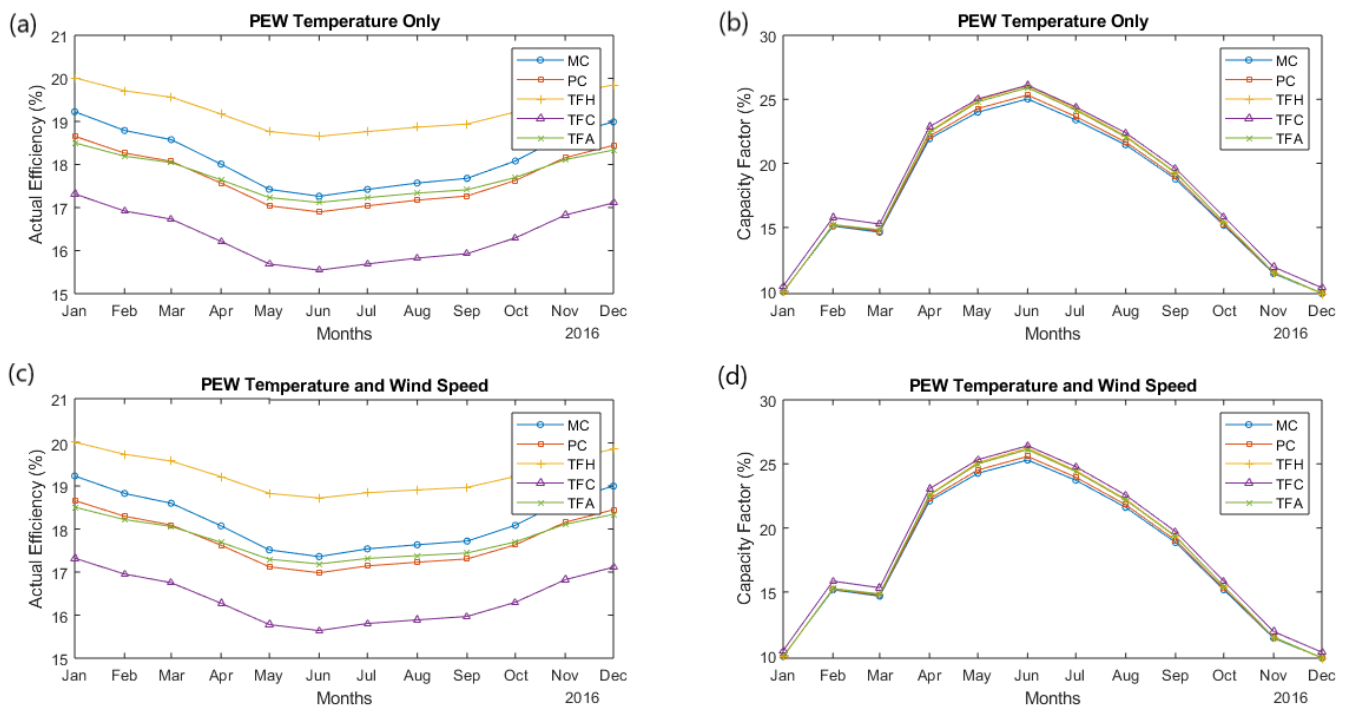 (a)
PEW Temperature Only
Actual Efficiency (%)
21
20
19
18
17
16
15
MC
PC
TFH
TFC
TFA
Jan Feb Mar Apr May Jun Jul Aug Sep Oct Nov Dec
Months
2016
(b)
PEW Temperature Only
Capacity Factor (%)
30
25
20
15
10
MC
PC
TFH
TFC
TFA
Jan Feb Mar Apr May Jun Jul Aug Sep Oct Nov Dec
Months
2016
(c)
PEW Temperature and Wind Speed
Actual Efficiency (%)
21
20
19
18
17
16
15
MC
PC
TFH
TFC
TFA
Jan Feb Mar Apr May Jun Jul Aug Sep Oct Nov Dec
Months
2016
(d)
PEW Temperature and Wind Speed
Capacity Factor (%)
30
25
20
15
10
MC
PC
TFH
TFC
TFA
Jan Feb Mar Apr May Jun Jul Aug Sep Oct Nov Dec
Months
2016